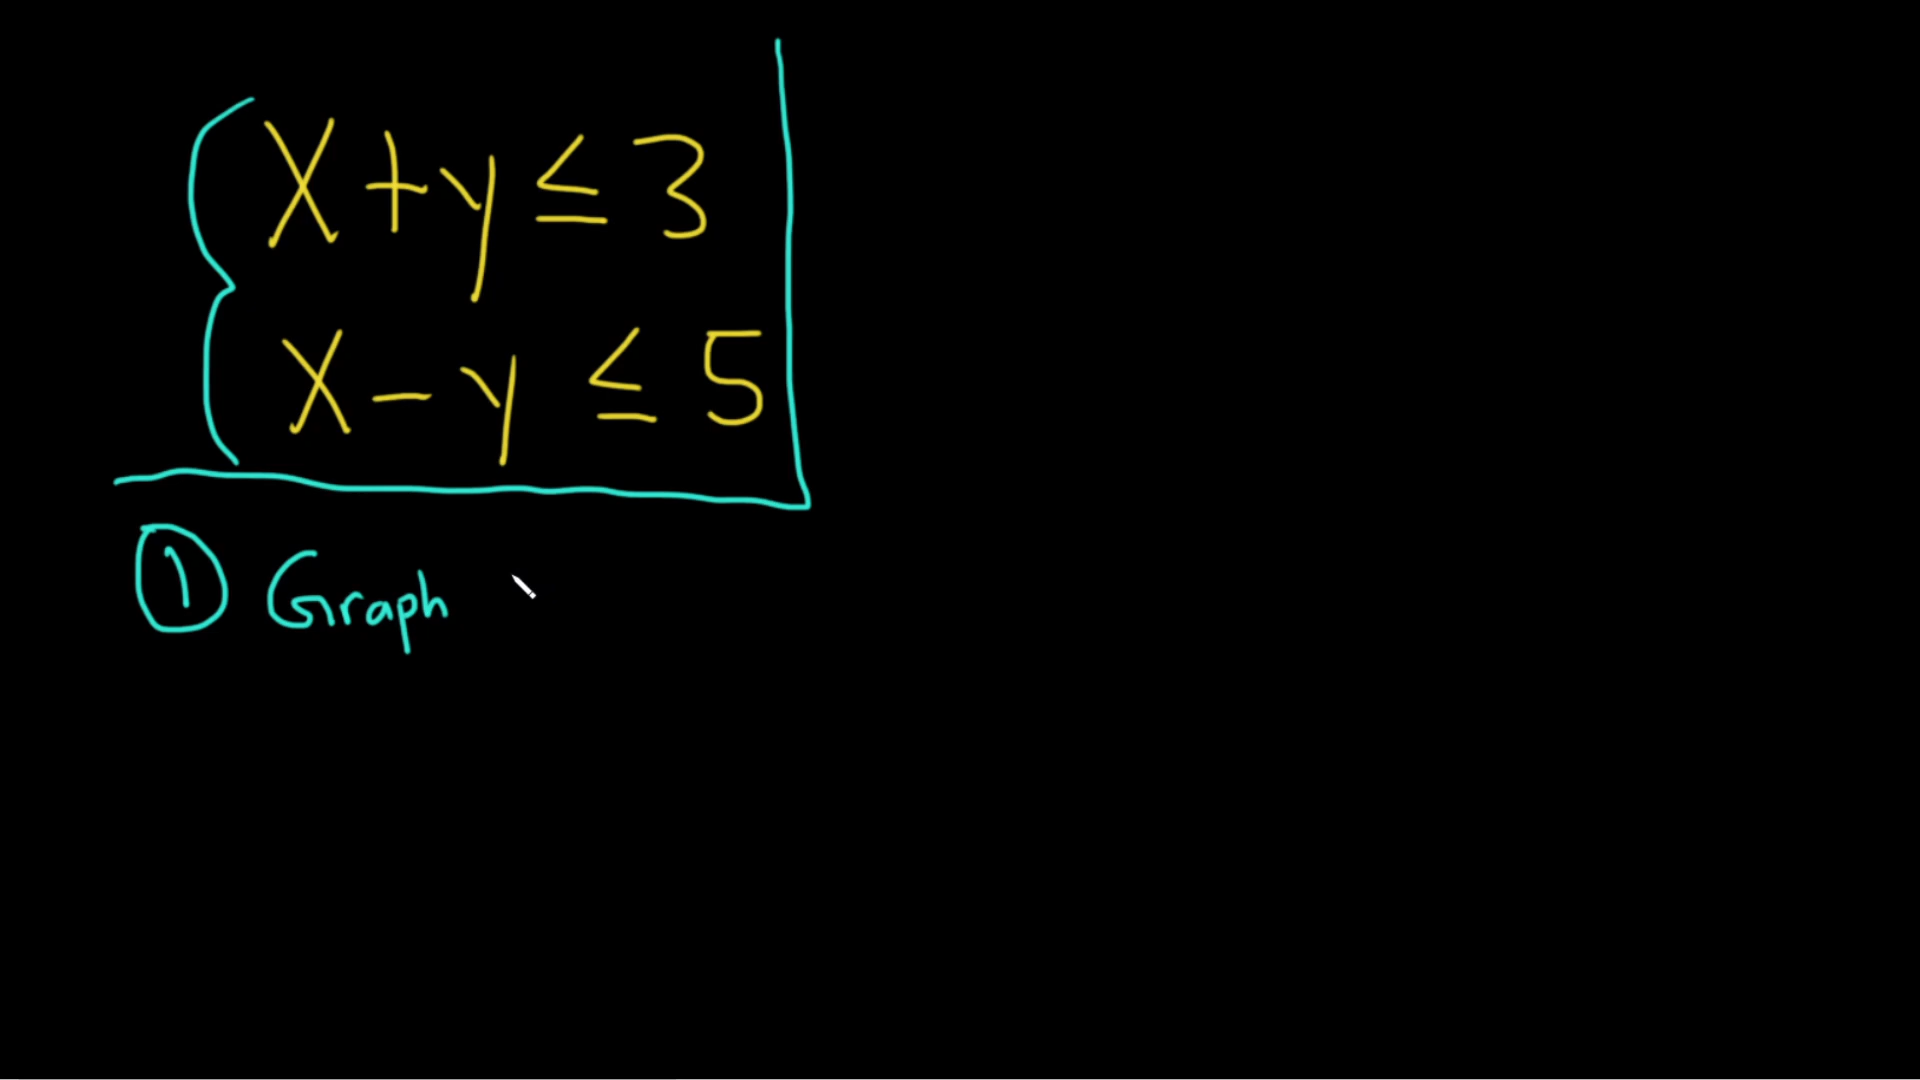 x + y ≤ 3
x - y ≤ 5
① Graph